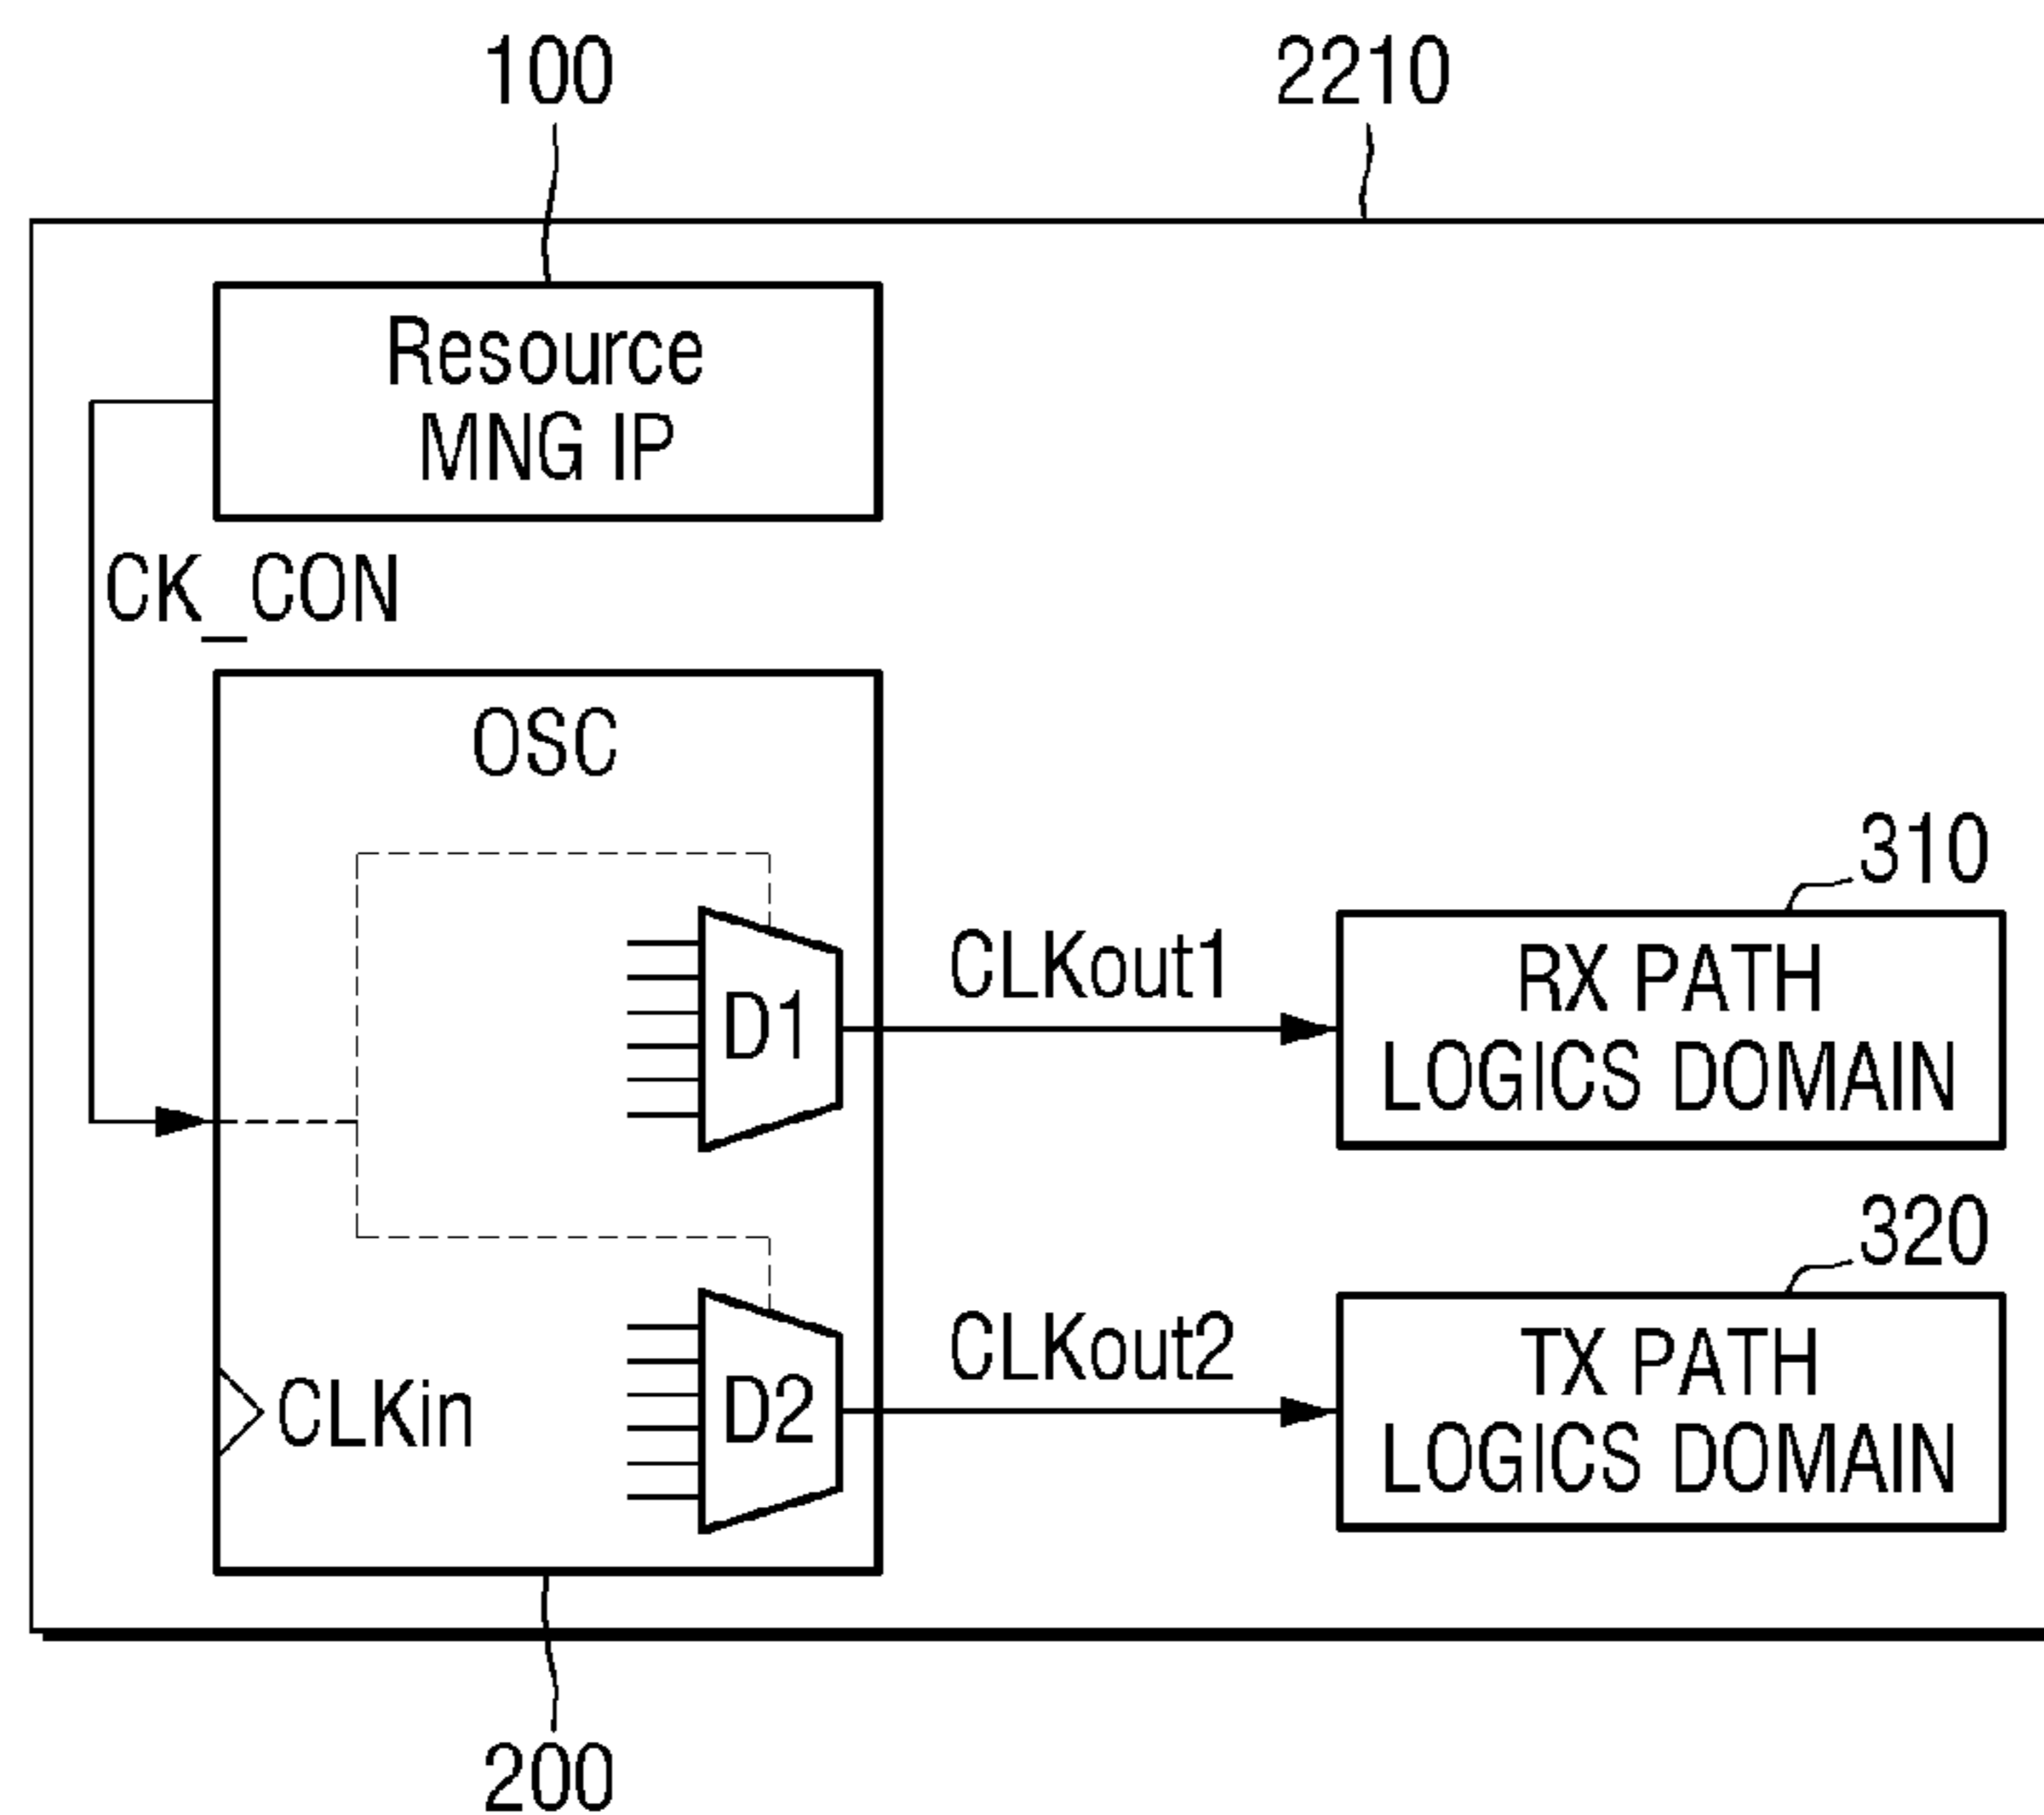 100
2210
Resource
MNG IP
CK_CON
OSC
D1
CLKout1
310
RX PATH
LOGICS DOMAIN
CLKin
D2
CLKout2
320
TX PATH
LOGICS DOMAIN
200